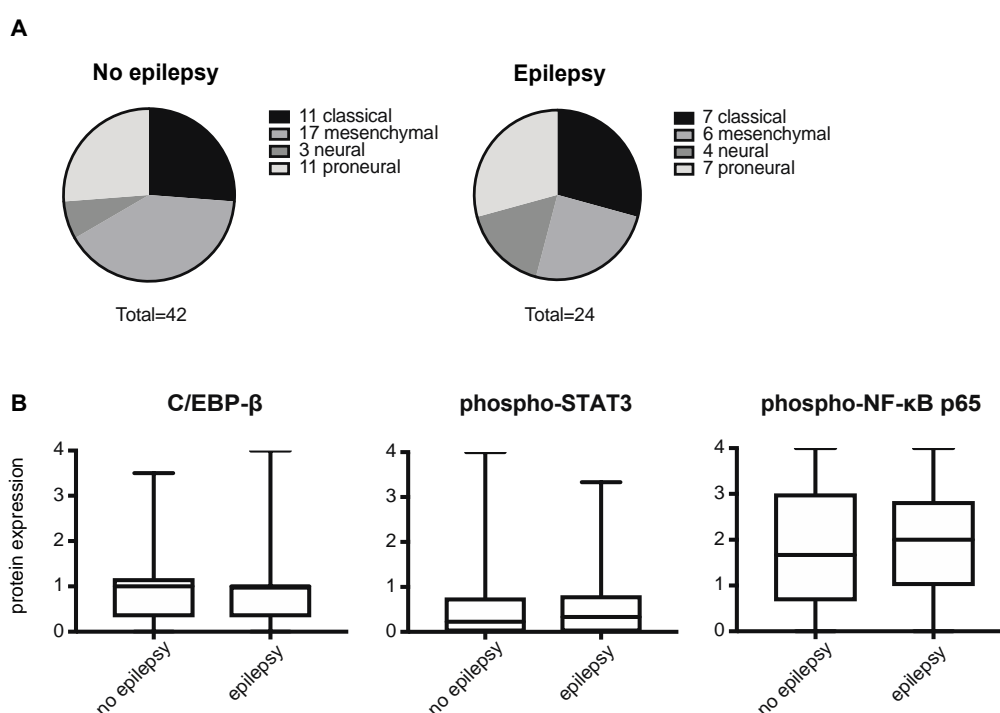 A
No epilepsy
11 classical
17 mesenchymal
3 neural
11 proneural
Total=42
Epilepsy
7 classical
6 mesenchymal
4 neural
7 proneural
Total=24
B
protein expression
C/EBP-β
4
3
2
1
0
no epilepsy
epilepsy
phospho-STAT3
4
3
2
1
0
no epilepsy
epilepsy
phospho-NF-κB p65
4
3
2
1
0
no epilepsy
epilepsy